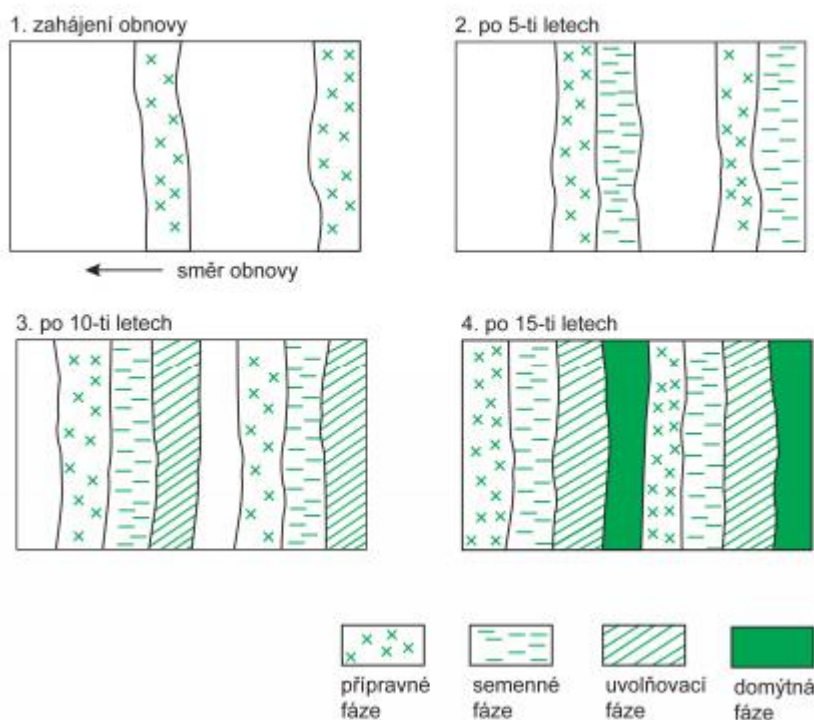 1. zahájení obnovy
2. po 5-ti letech
směr obnovy
3. po 10-ti letech
4. po 15-ti letech
přípravné
fáze
semenné
fáze
uvolňovací
fáze
domýtná
fáze